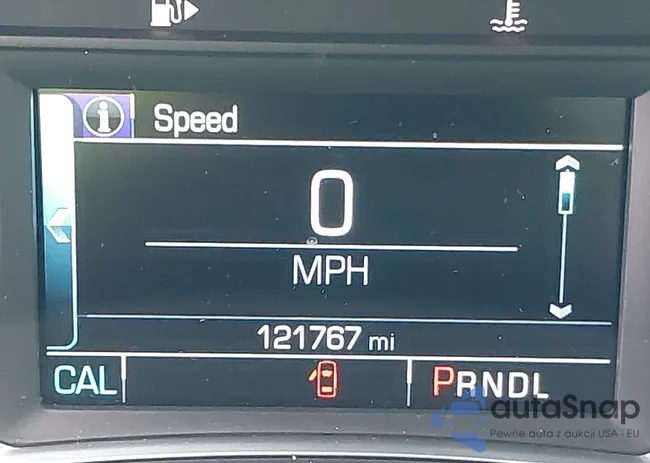 i Speed
0
MPH
121767 mi
CAL PRNDL
autaSnap
Pewne auta z aukcji USA i EU